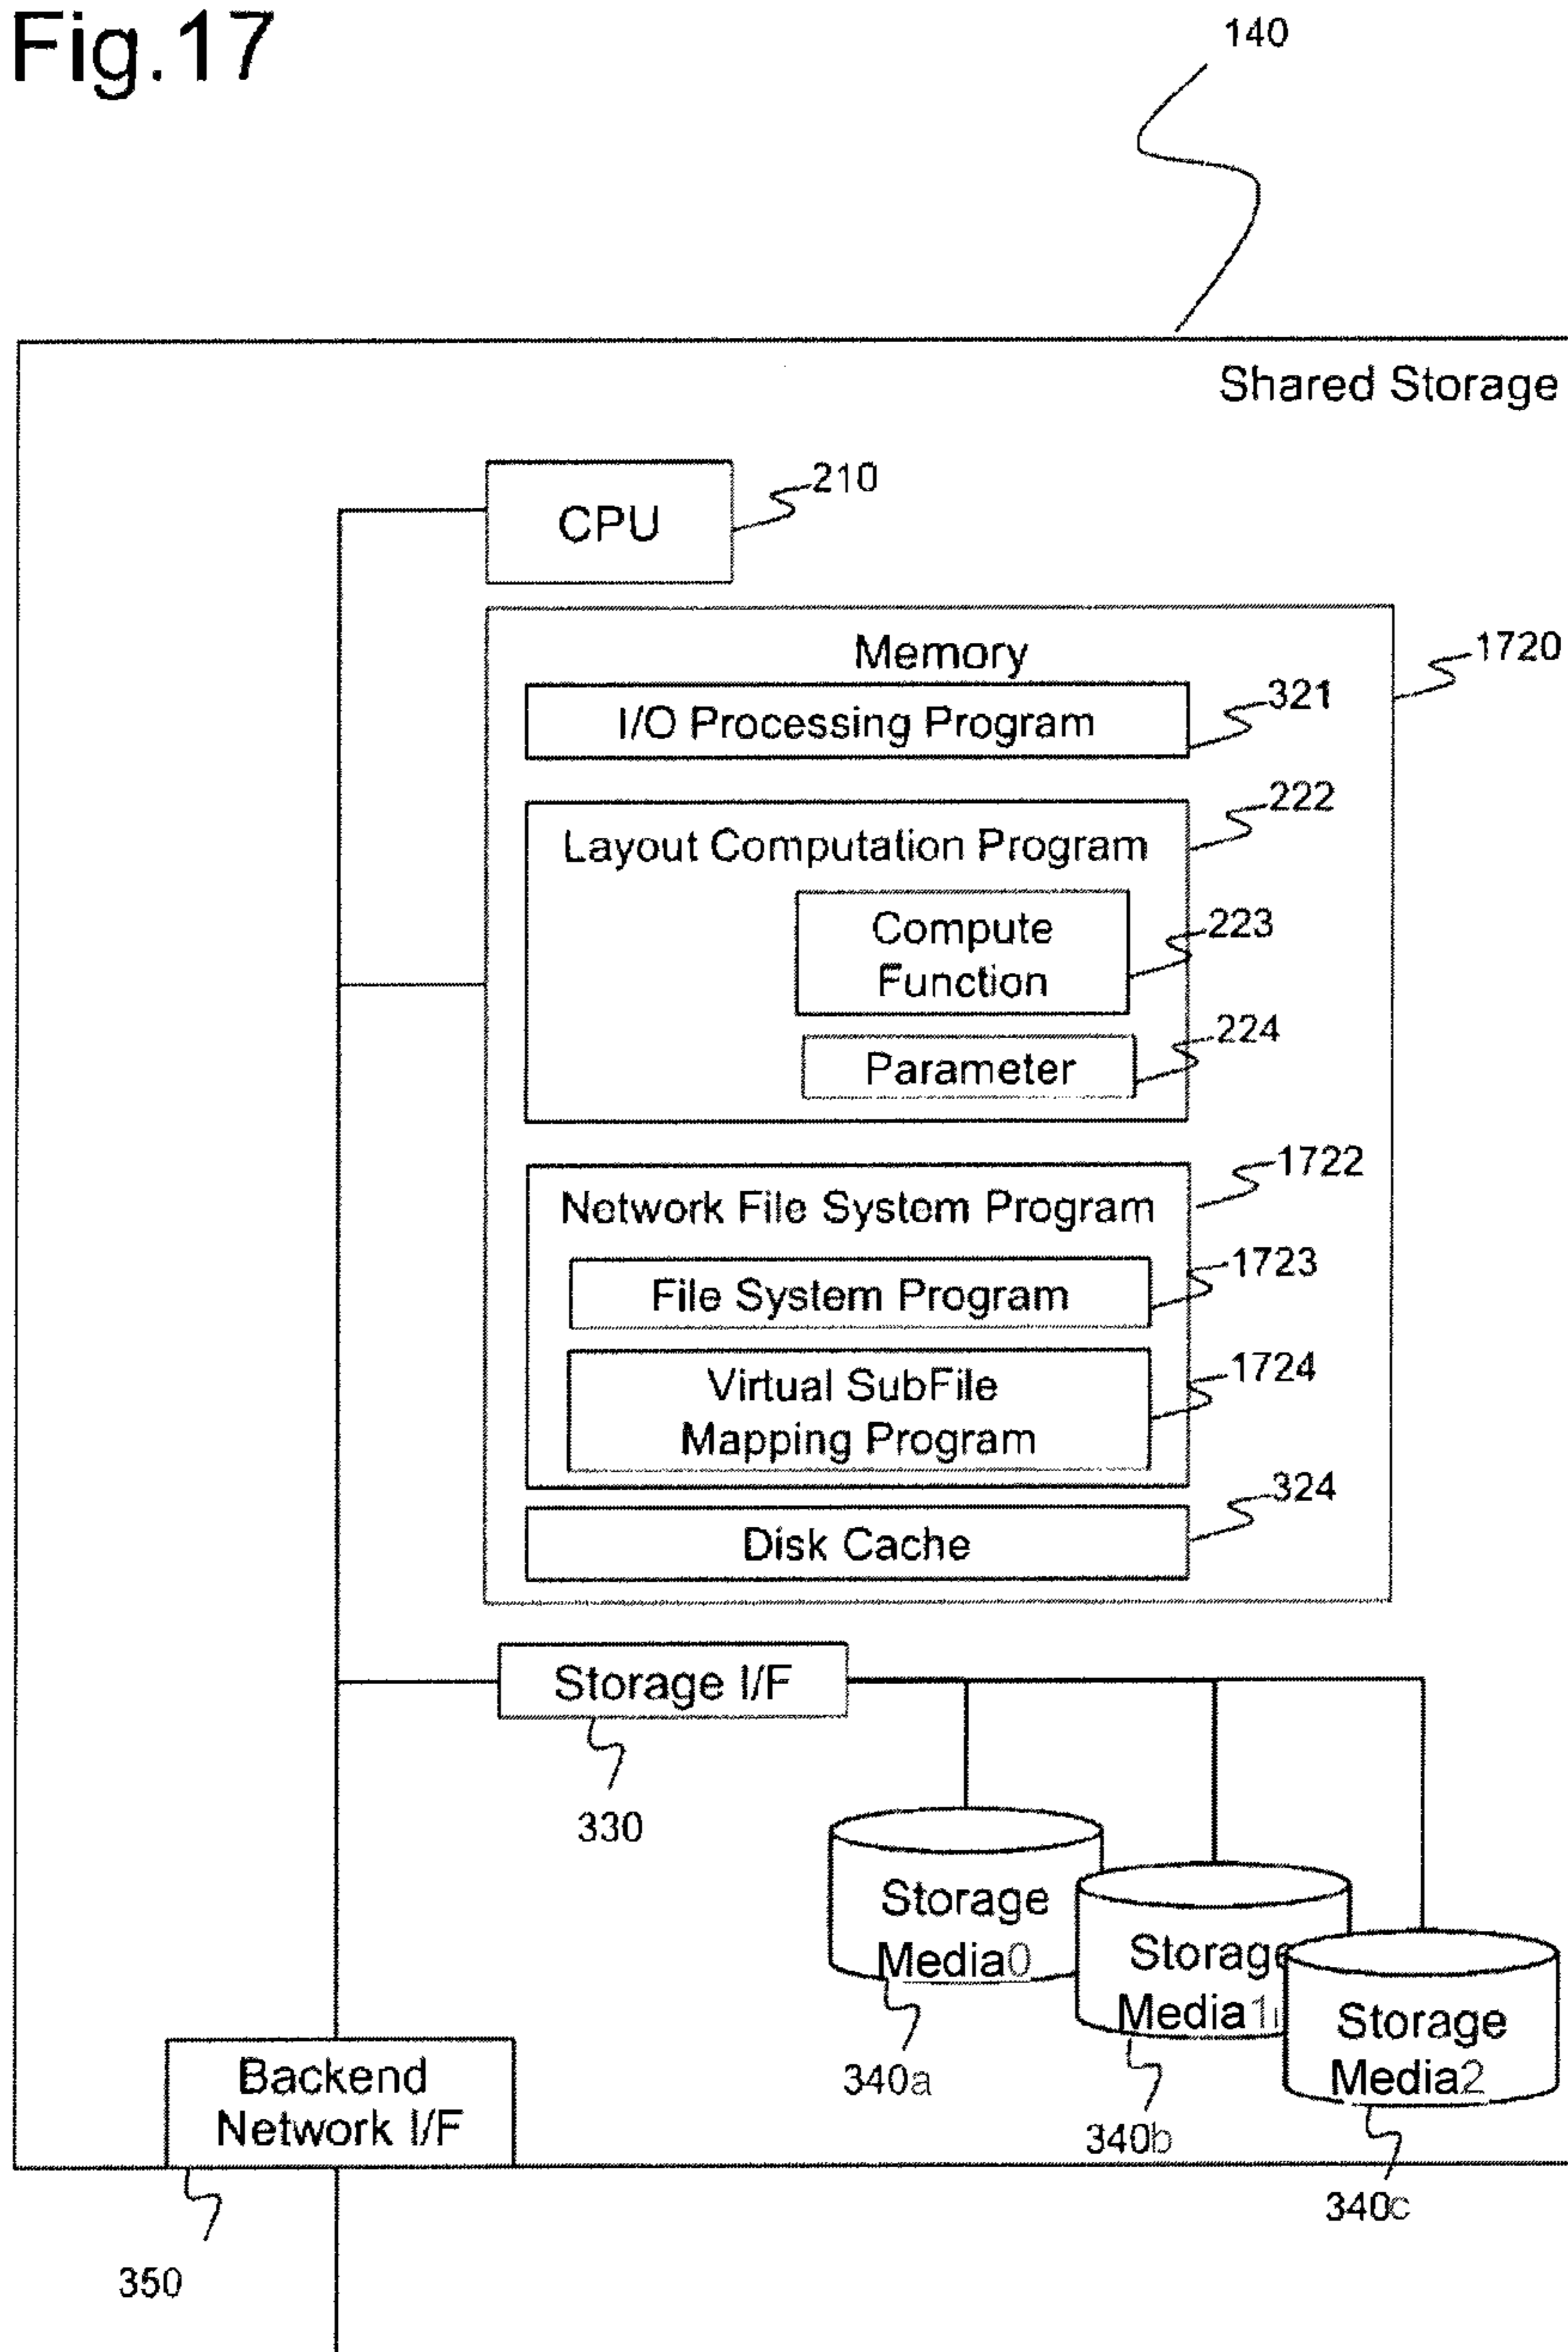 Fig.17
140
Shared Storage
CPU
210
Memory
1720
I/O Processing Program
321
Layout Computation Program
222
Compute
Function
223
Parameter
224
Network File System Program
1722
File System Program
1723
Virtual SubFile
Mapping Program
1724
Disk Cache
324
Storage I/F
330
Storage
Media0
340a
Storage
Media1
340b
Storage
Media2
340c
Backend
Network I/F
350